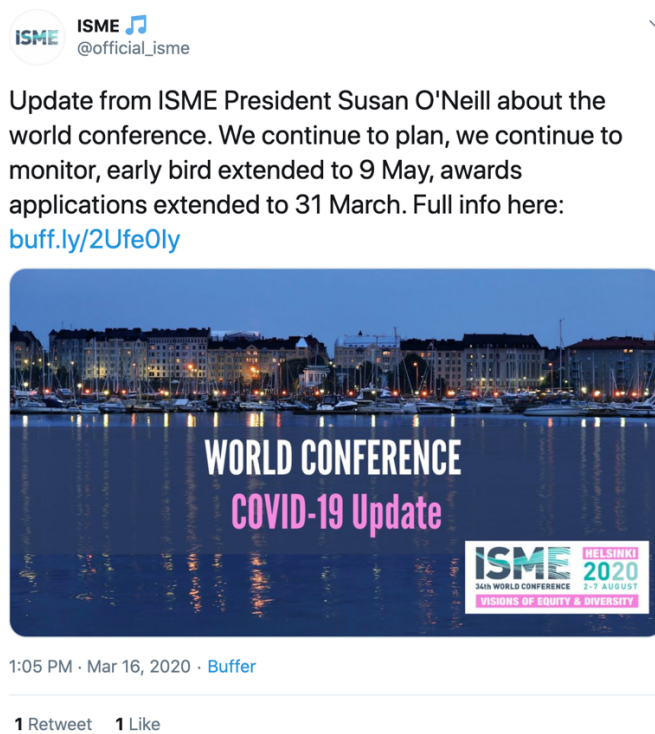 ISME
ISME 🎵
@official_isme
Update from ISME President Susan O'Neill about the
world conference. We continue to plan, we continue to
monitor, early bird extended to 9 May, awards
applications extended to 31 March. Full info here:
buff.ly/2Ufe0ly
WORLD CONFERENCE
COVID-19 Update
ISME
34th WORLD CONFERENCE
HELSINKI
2020
2-7 AUGUST
VISIONS OF EQUITY & DIVERSITY
1:05 PM · Mar 16, 2020 · Buffer
1 Retweet 1 Like